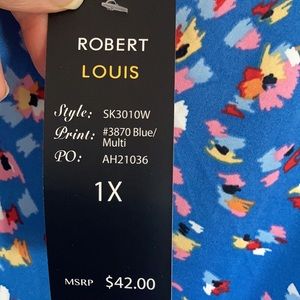 ROBERT
LOUIS
Style: SK3010W
Print: #3870 Blue/
Multi
PO: AH21036
1X
MSRP $42.00